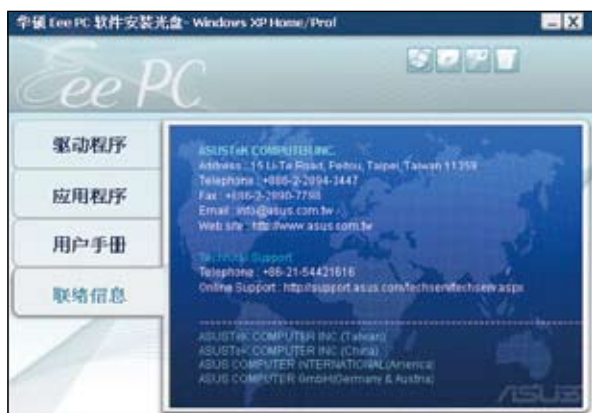 华硕 Eee PC 软件安装光盘- Windows XP Home/Prof
Eee PC
驱动程序
应用程序
用户手册
联络信息
ASUSTeK COMPUTER INC.
Address : 15 Li-Te Road, Peitou, Taipei, Taiwan 11259
Telephone : +886-2-2894-3447
Fax : +886-2-2890-7798
Email : info@asus.com.tw
Web site : http://www.asus.com.tw
Technical Support
Telephone : +86-21-54421616
Online Support : http://support.asus.com/techserv/techserv.aspx
ASUSTeK COMPUTER INC.(Taiwan)
ASUSTeK COMPUTER INC.(China)
ASUS COMPUTER INTERNATIONAL(America)
ASUS COMPUTER GmbH(Germany & Austria)
ASUS